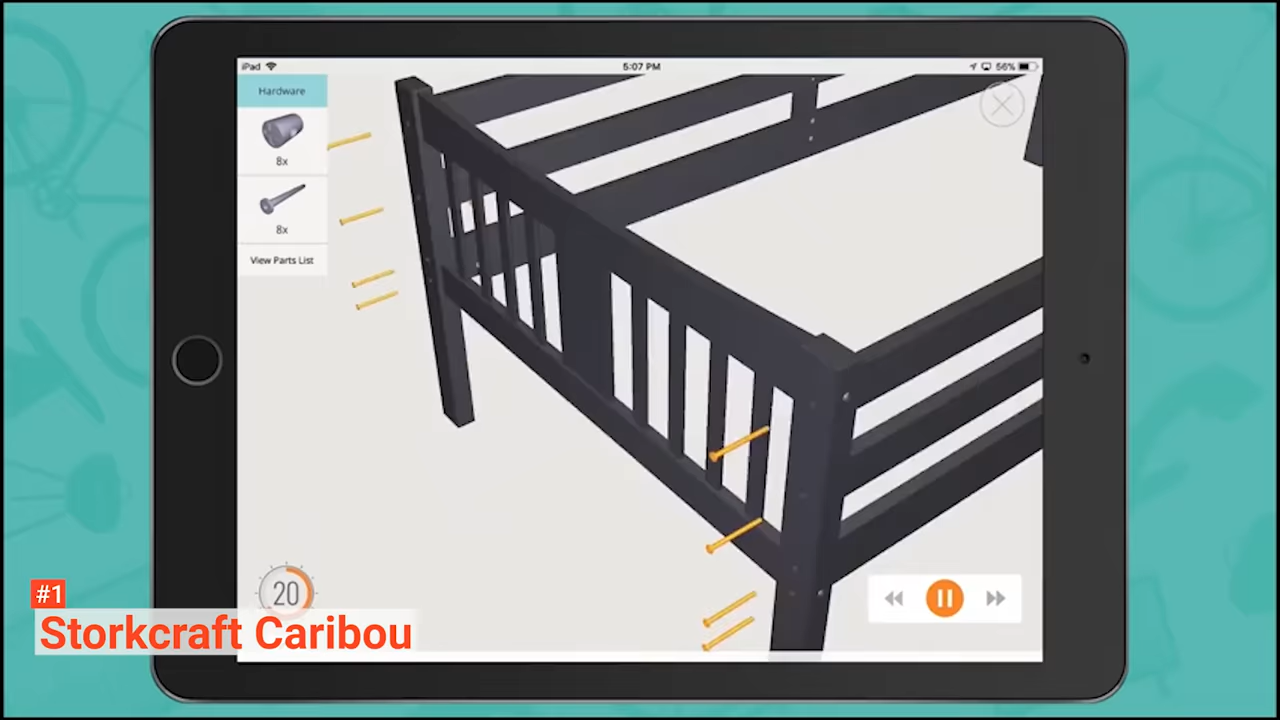 iPad 5:07 PM 56%
Hardware
8x
8x
View Parts List
20
#1
Storkcraft Caribou